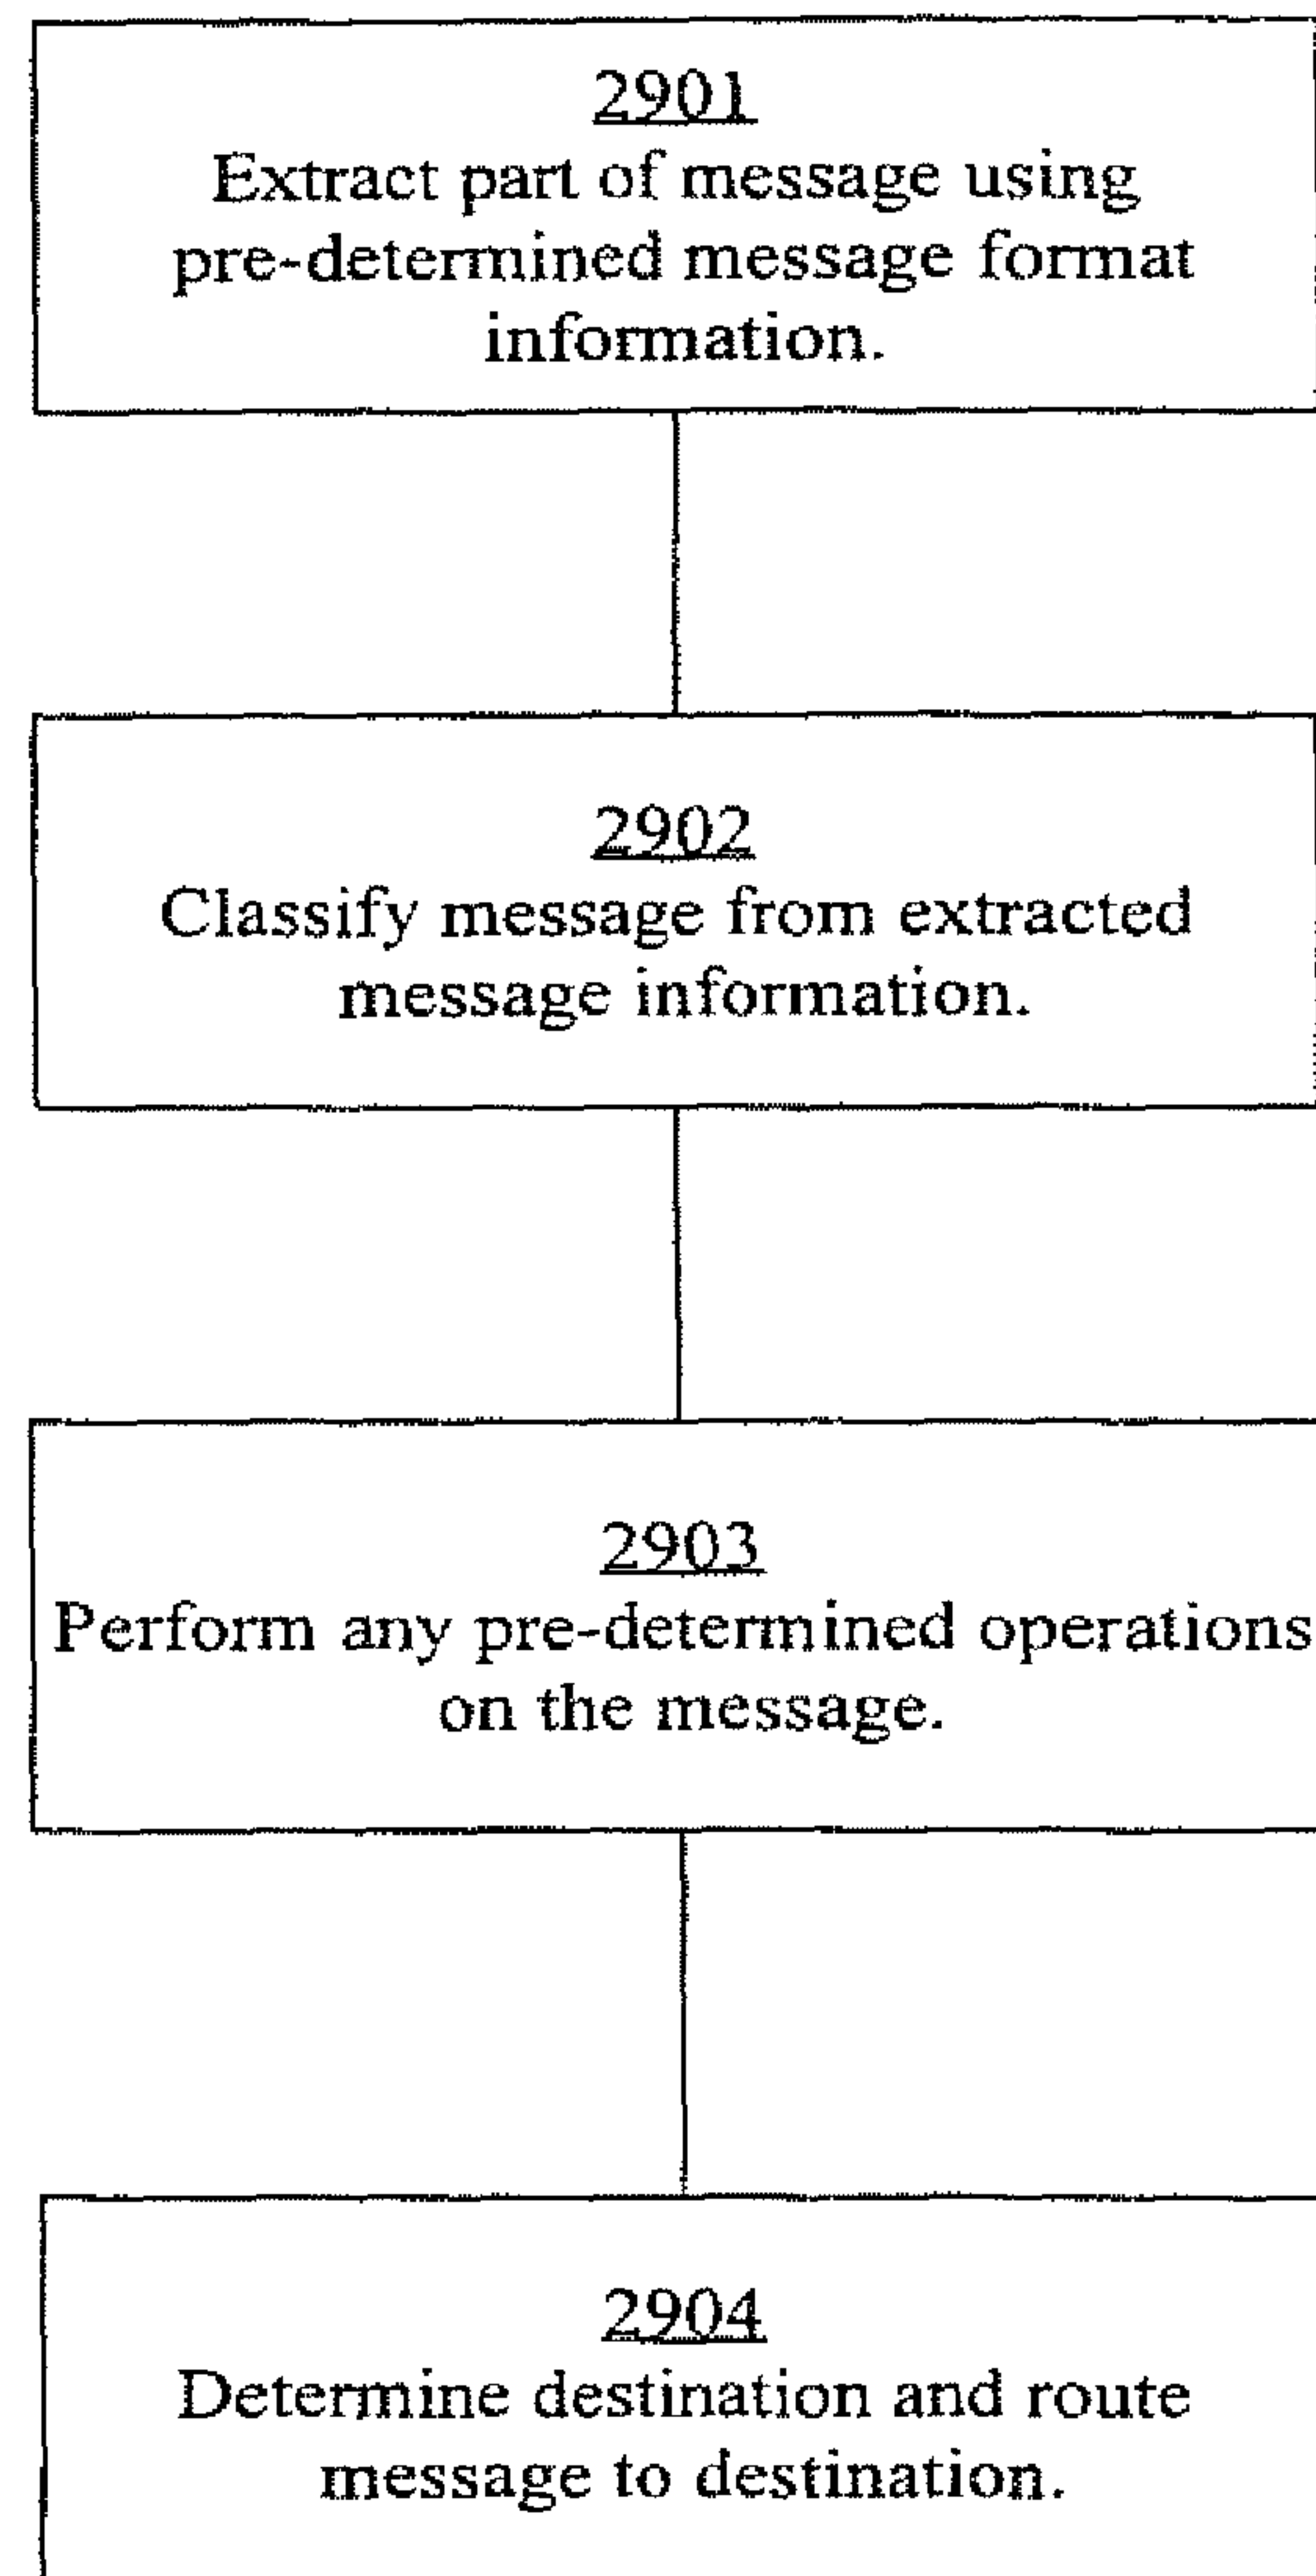 2901
Extract part of message using
pre-determined message format
information.
2902
Classify message from extracted
message information.
2903
Perform any pre-determined operations
on the message.
2904
Determine destination and route
message to destination.